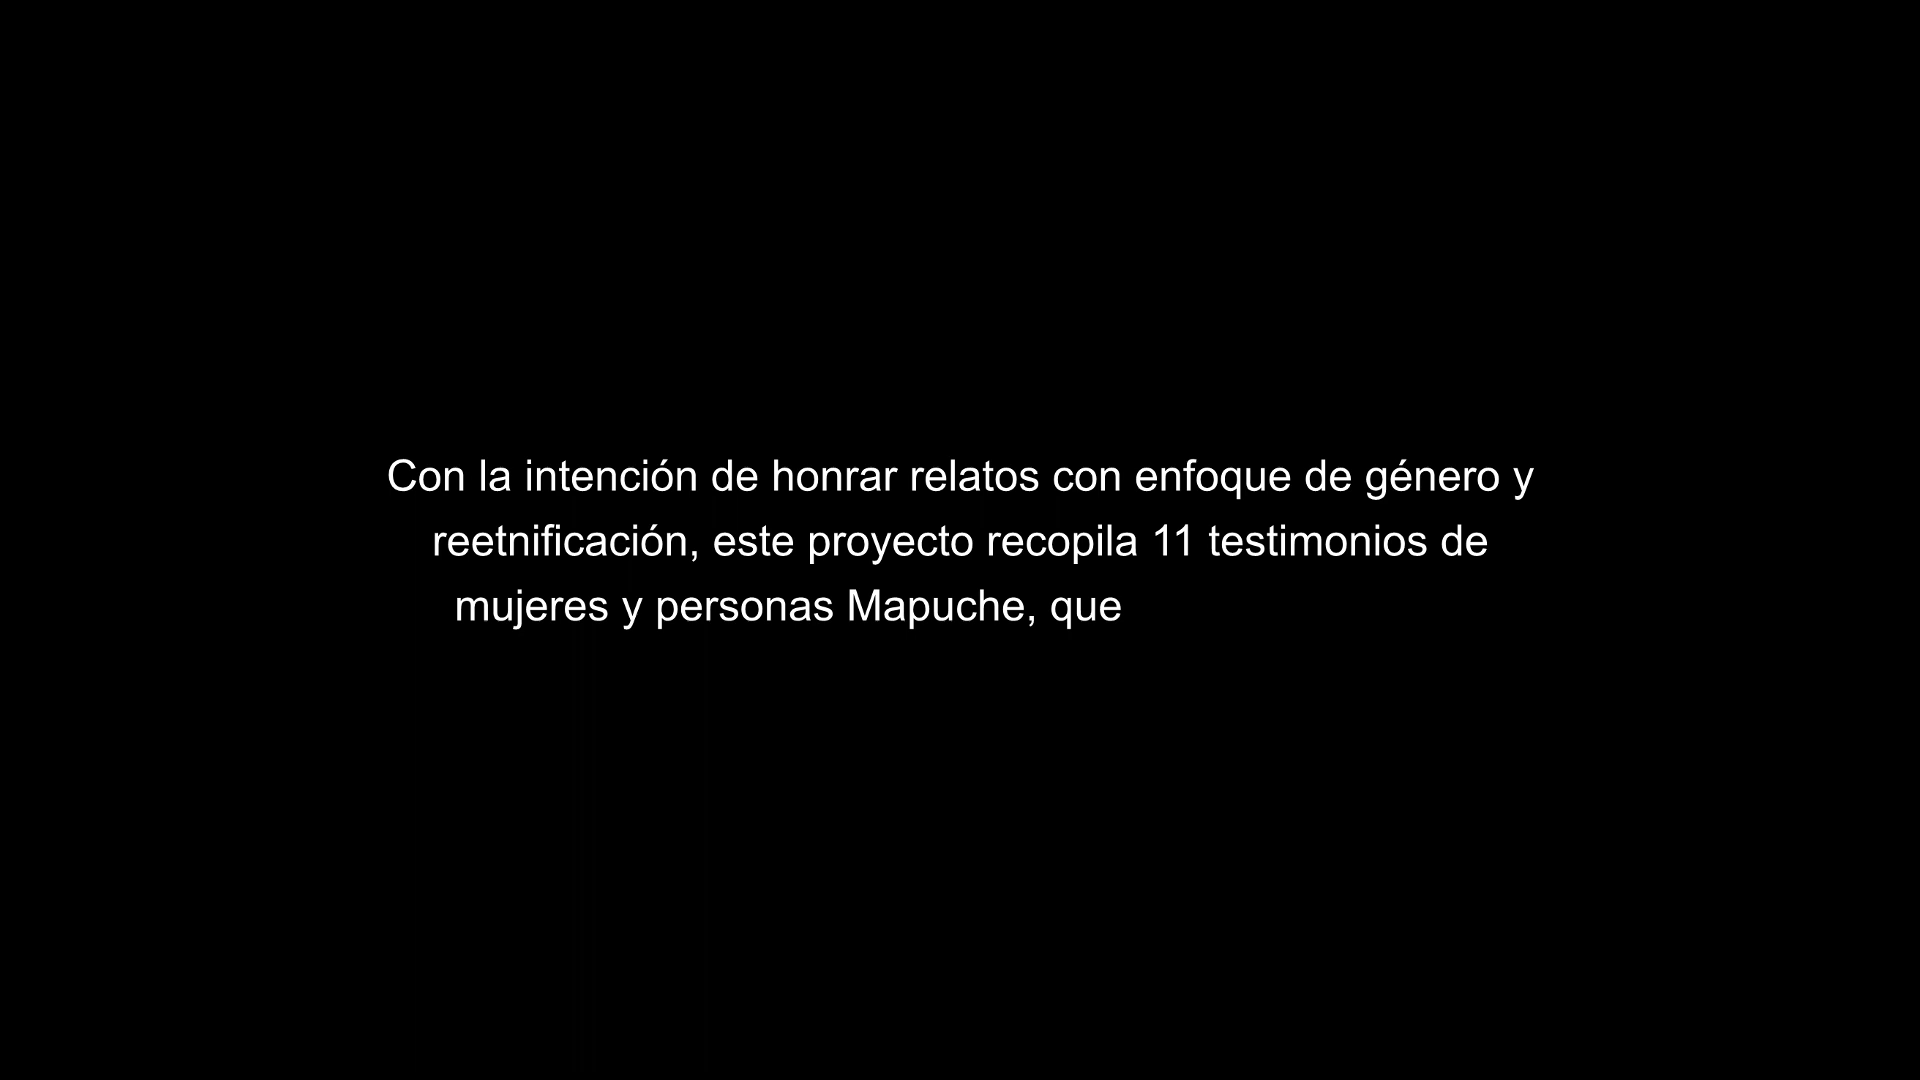 Con la intención de honrar relatos con enfoque de género y
reetnificación, este proyecto recopila 11 testimonios de
mujeres y personas Mapuche, que